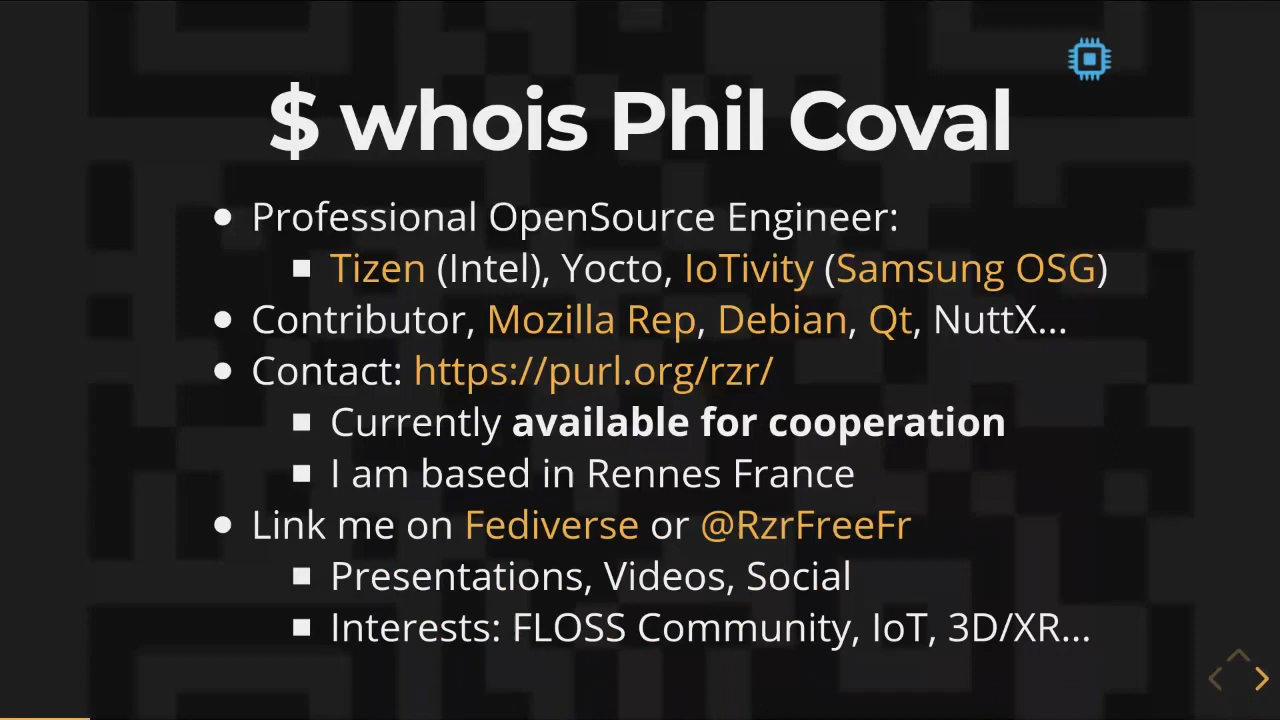 $ whois Phil Coval
Professional OpenSource Engineer:
Tizen (Intel), Yocto, IoTivity (Samsung OSG)
Contributor, Mozilla Rep, Debian, Qt, NuttX...
Contact: https://purl.org/rzr/
Currently available for cooperation
I am based in Rennes France
Link me on Fediverse or @RzrFreeFr
Presentations, Videos, Social
Interests: FLOSS Community, IoT, 3D/XR...